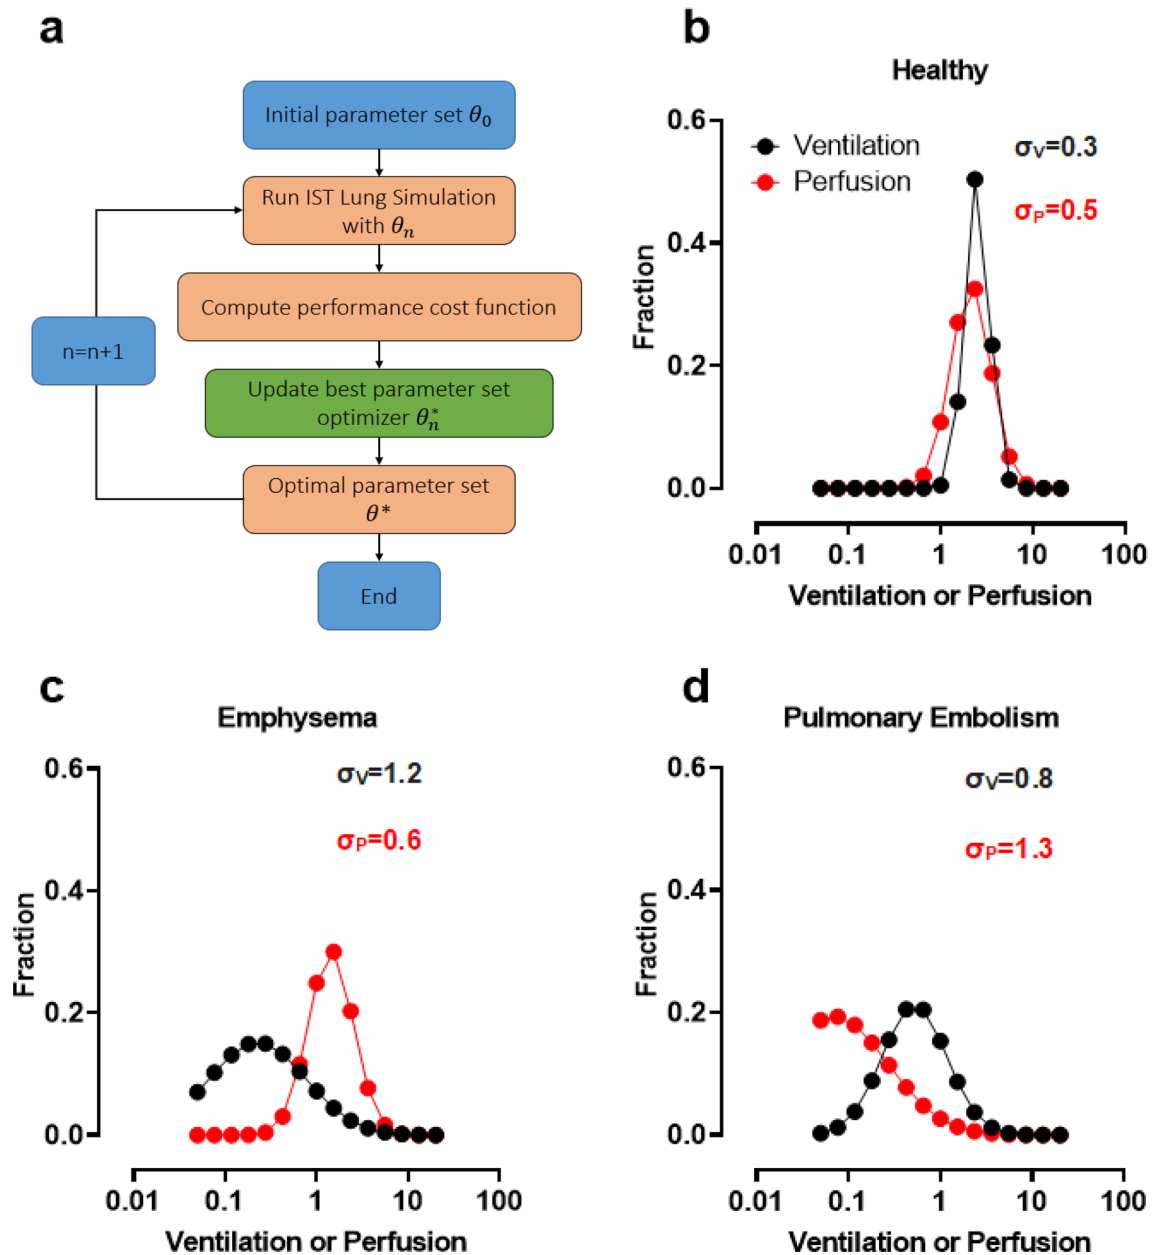 a
Initial parameter set θ₀
Run IST Lung Simulation
with θₙ
Compute performance cost function
n=n+1
Update best parameter set
optimizer θₙ*
Optimal parameter set
θ*
End
b
Healthy
0.6
0.4
0.2
0.0
Fraction
Ventilation
Perfusion
σV=0.3
σP=0.5
0.01 0.1 1 10 100
Ventilation or Perfusion
c
Emphysema
σV=1.2
σP=0.6
0.6
0.4
0.2
0.0
Fraction
0.01 0.1 1 10 100
Ventilation or Perfusion
d
Pulmonary Embolism
σV=0.8
σP=1.3
0.6
0.4
0.2
0.0
Fraction
0.01 0.1 1 10 100
Ventilation or Perfusion